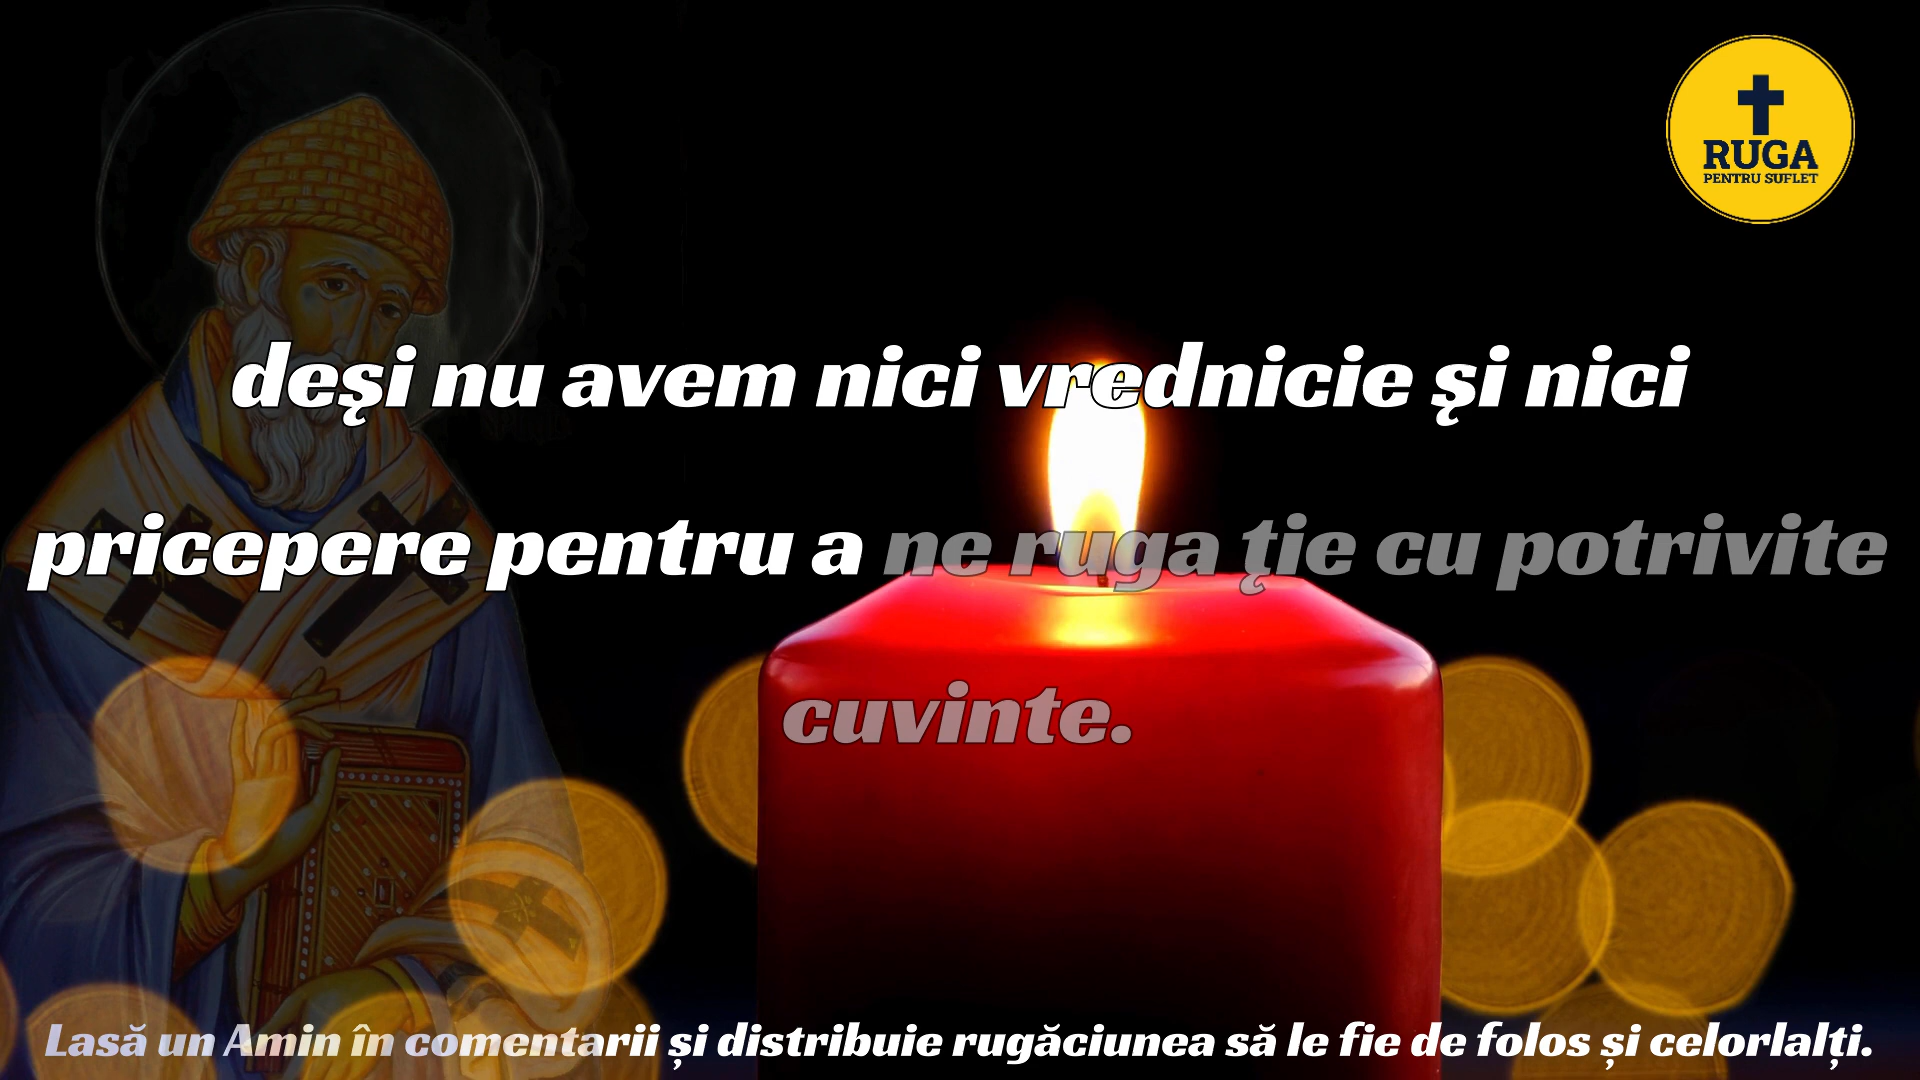 RUGA
PENTRU SUFLET
deşi nu avem nici vrednicie şi nici
pricepere pentru a ne ruga ţie cu potrivite
cuvinte.
Lasă un Amin în comentarii și distribuie rugăciunea să le fie de folos și celorlalți.